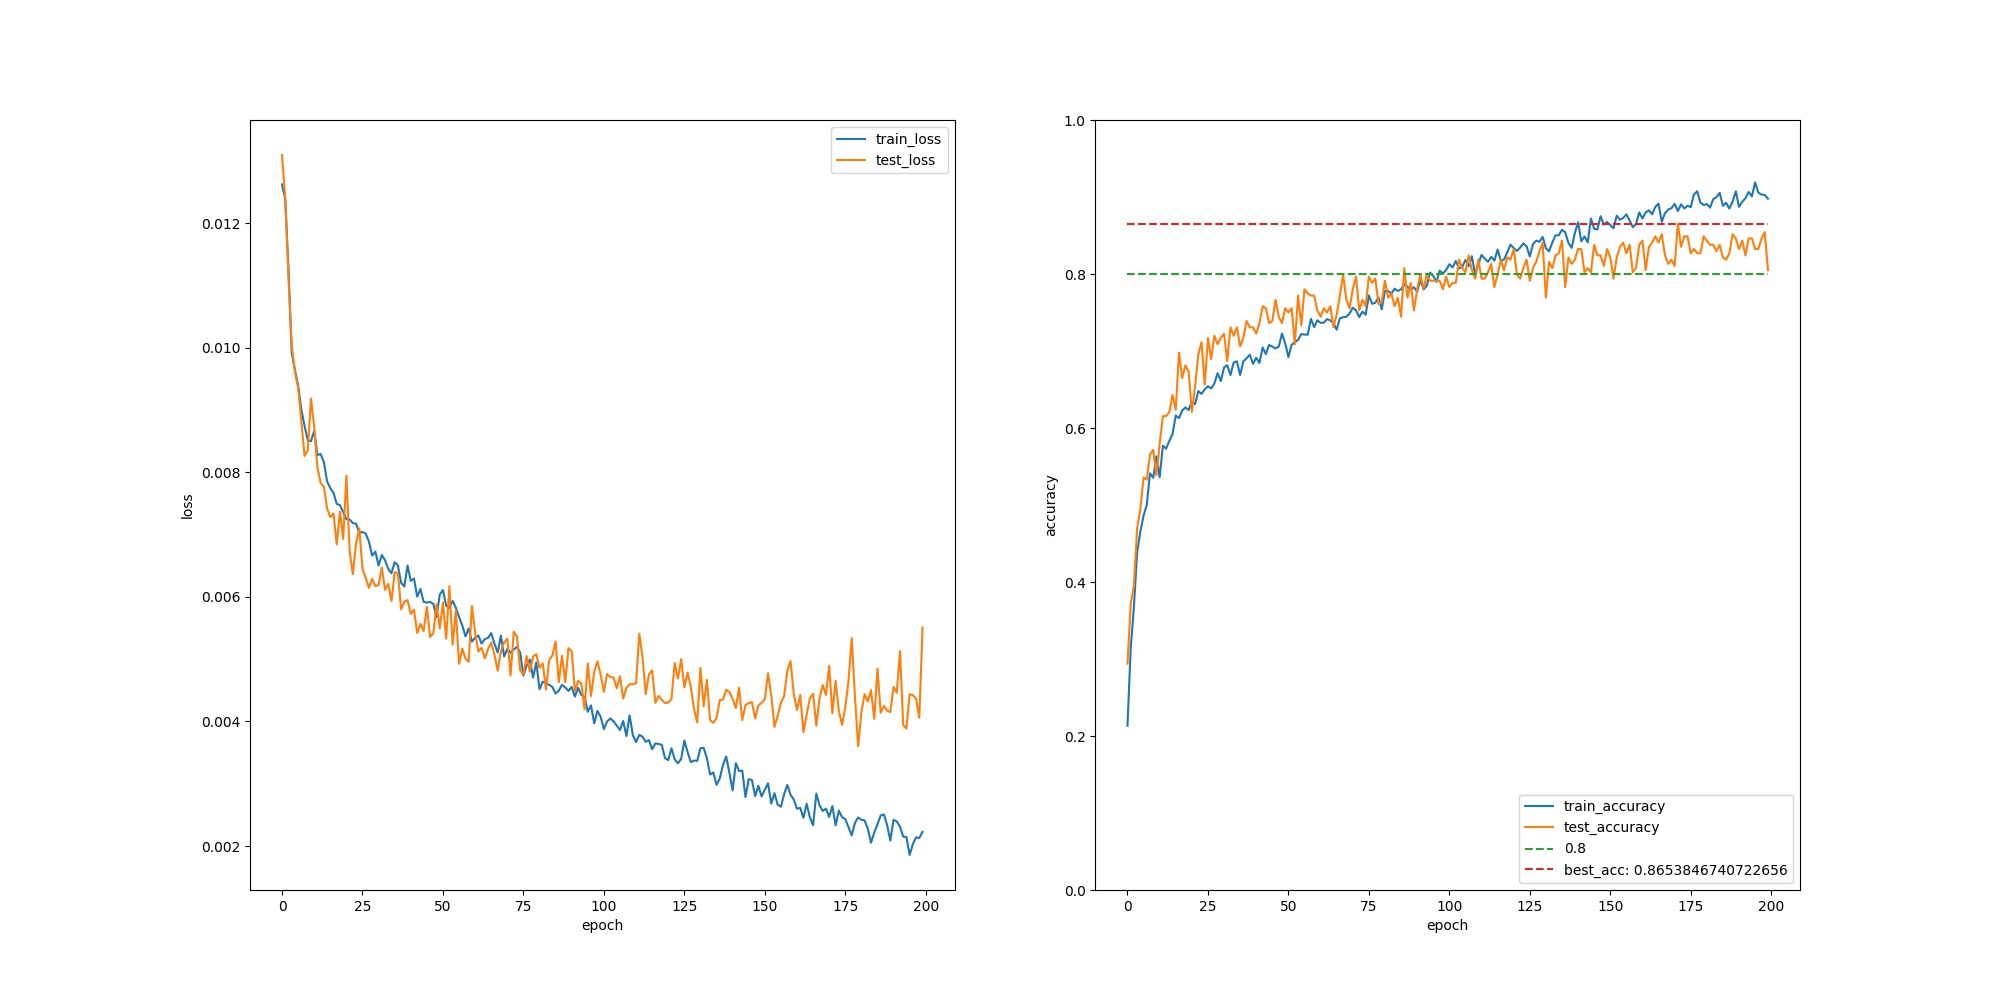 train_loss
test_loss
0.012
0.010
0.008
0.006
0.004
0.002
loss
0 25 50 75 100 125 150 175 200
epoch
1.0
0.8
0.6
0.4
0.2
0.0
accuracy
train_accuracy
test_accuracy
0.8
best_acc: 0.8653846740722656
0 25 50 75 100 125 150 175 200
epoch